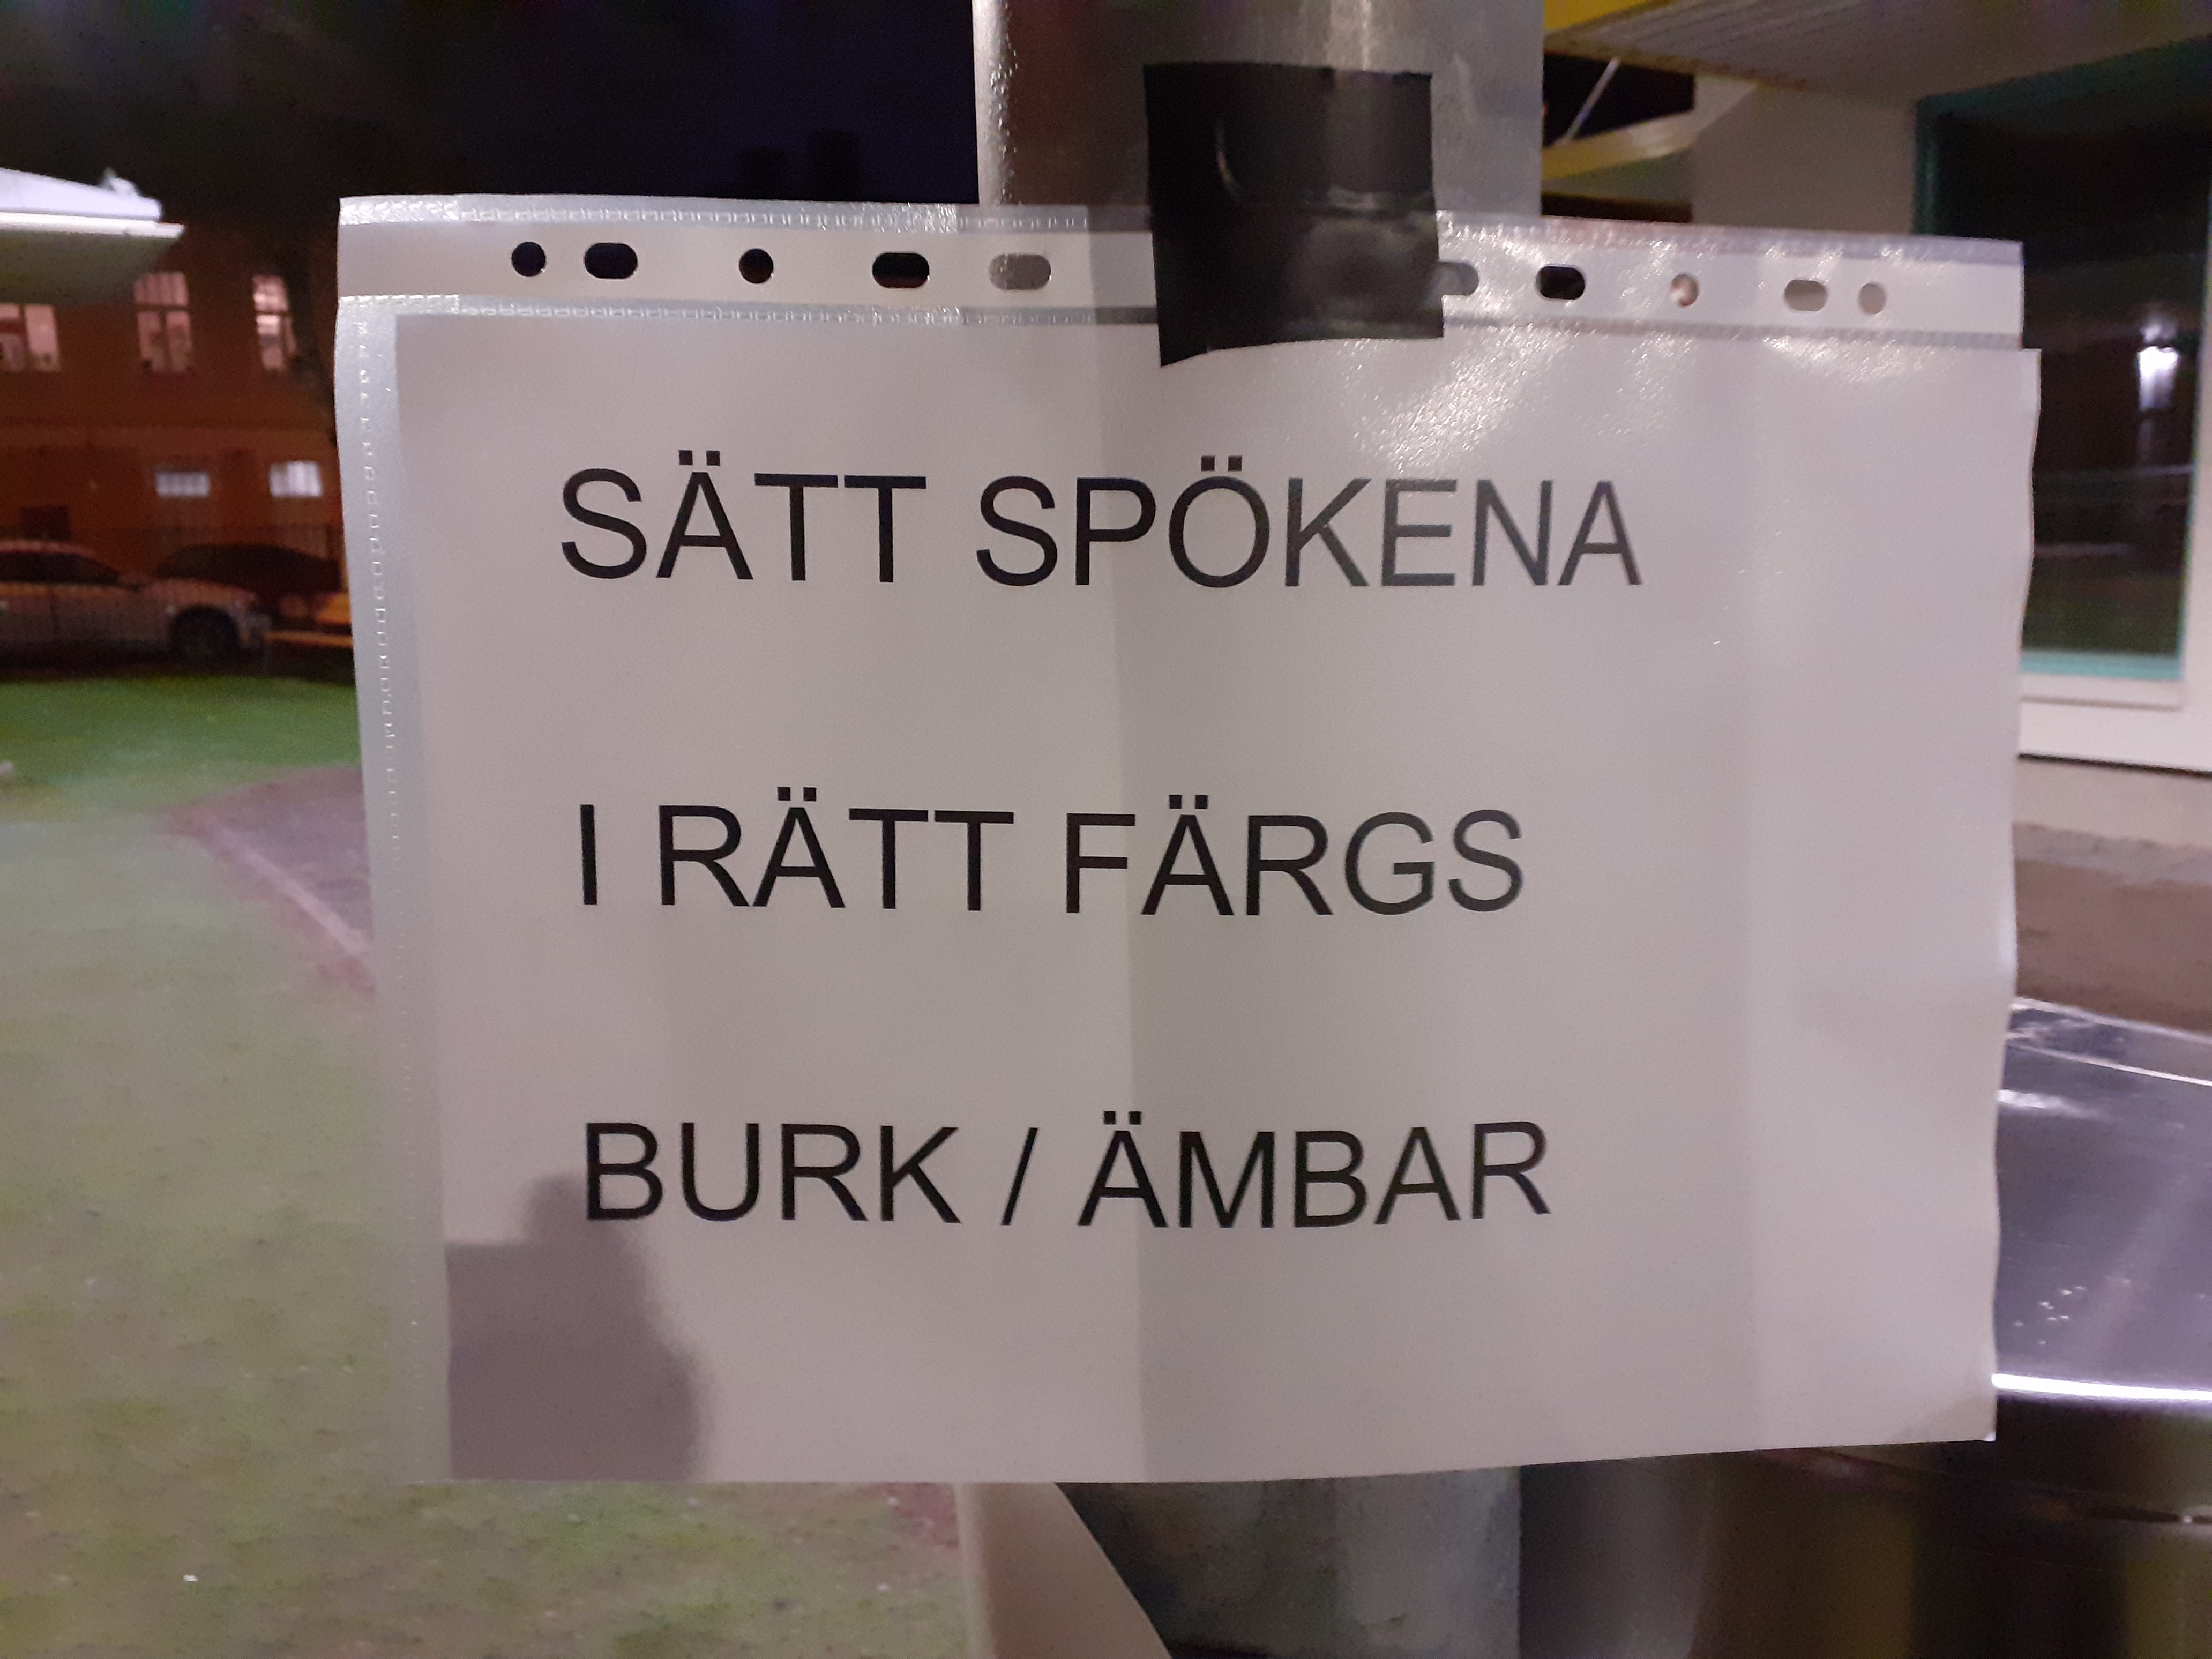 SÄTT SPÖKENA
I RÄTT FÄRGS
BURK / ÄMBAR